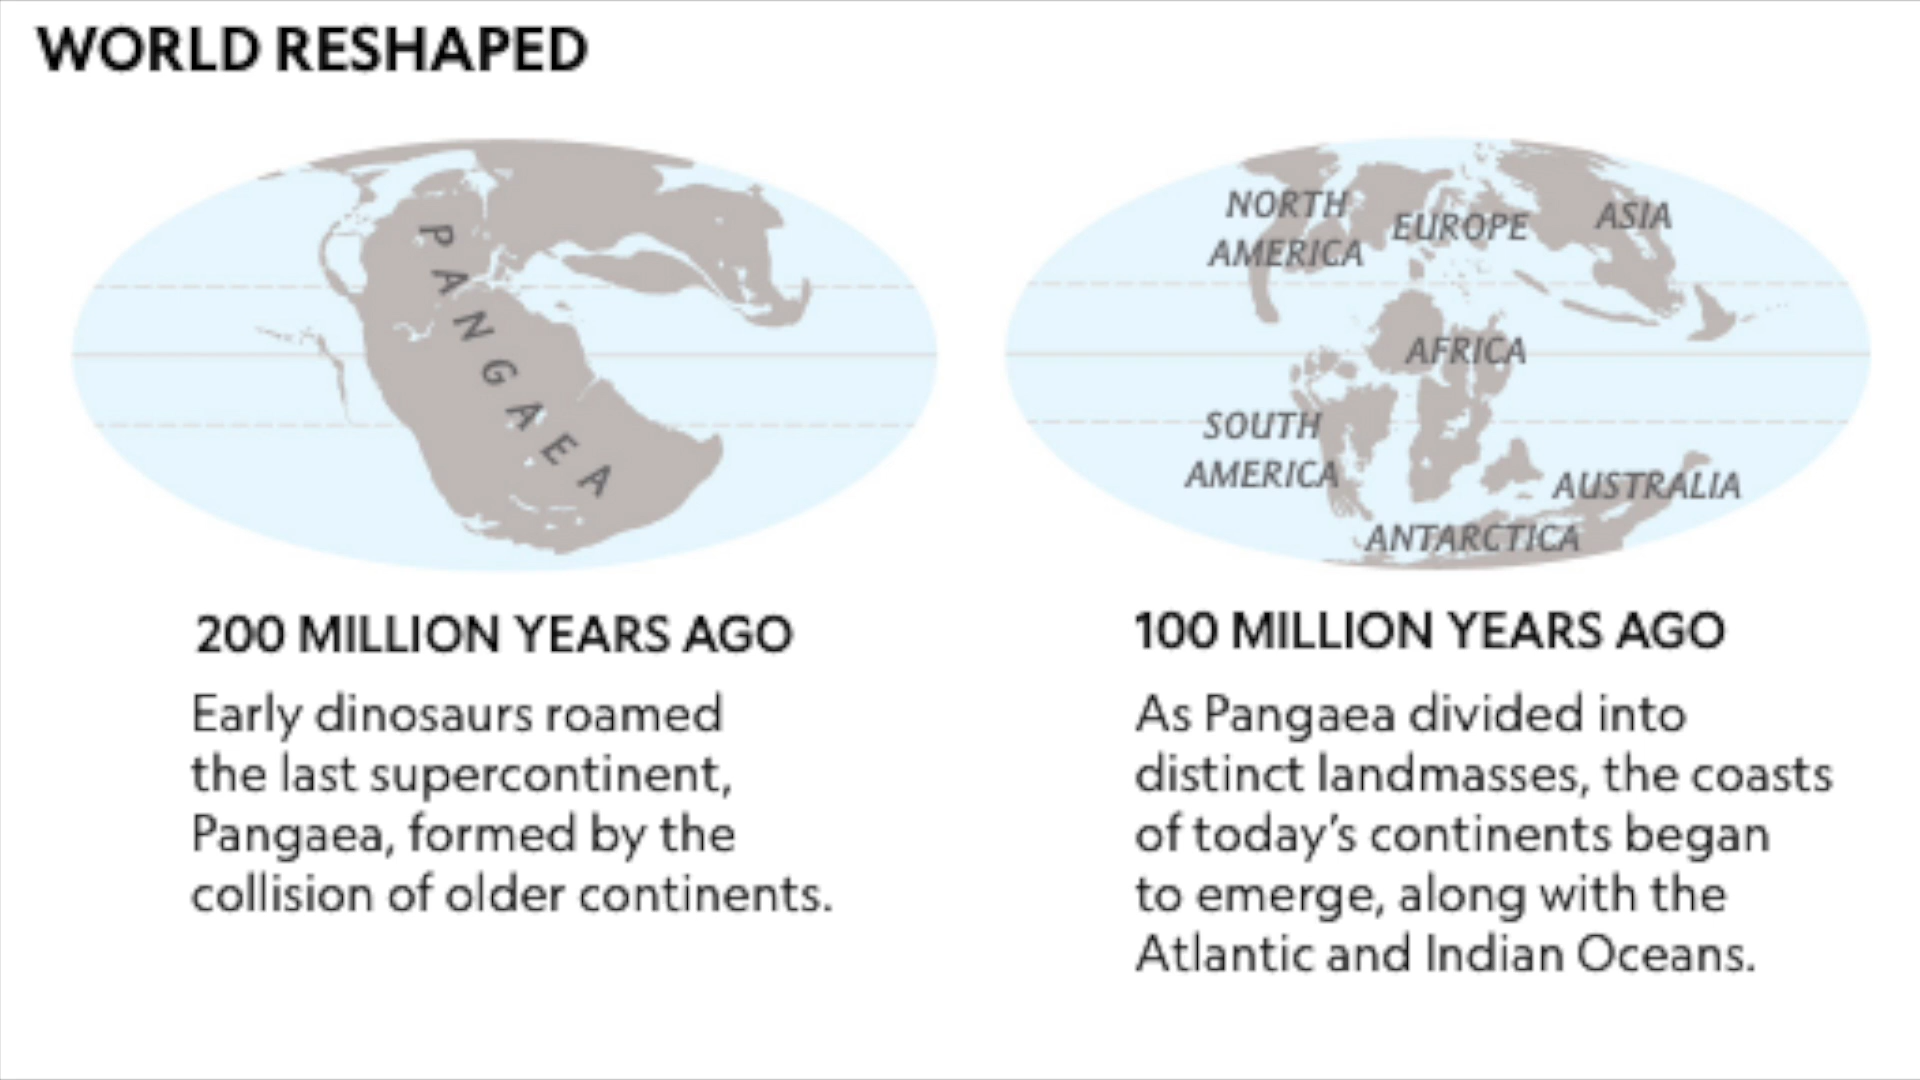 WORLD RESHAPED
PANGAEA
200 MILLION YEARS AGO
Early dinosaurs roamed
the last supercontinent,
Pangaea, formed by the
collision of older continents.
NORTH
AMERICA
EUROPE
ASIA
AFRICA
SOUTH
AMERICA
AUSTRALIA
ANTARCTICA
100 MILLION YEARS AGO
As Pangaea divided into
distinct landmasses, the coasts
of today's continents began
to emerge, along with the
Atlantic and Indian Oceans.